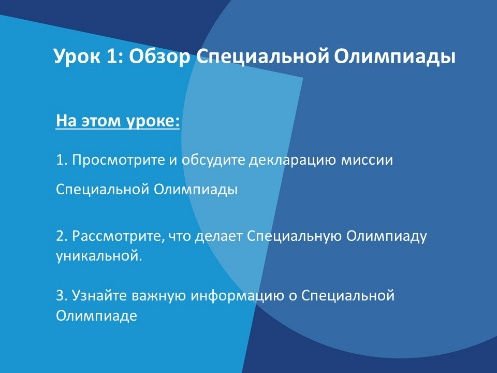 Урок 1: Обзор Специальной Олимпиады
На этом уроке:
1. Просмотрите и обсудите декларацию миссии
Специальной Олимпиады
2. Рассмотрите, что делает Специальную Олимпиаду
уникальной.
3. Узнайте важную информацию о Специальной
Олимпиаде